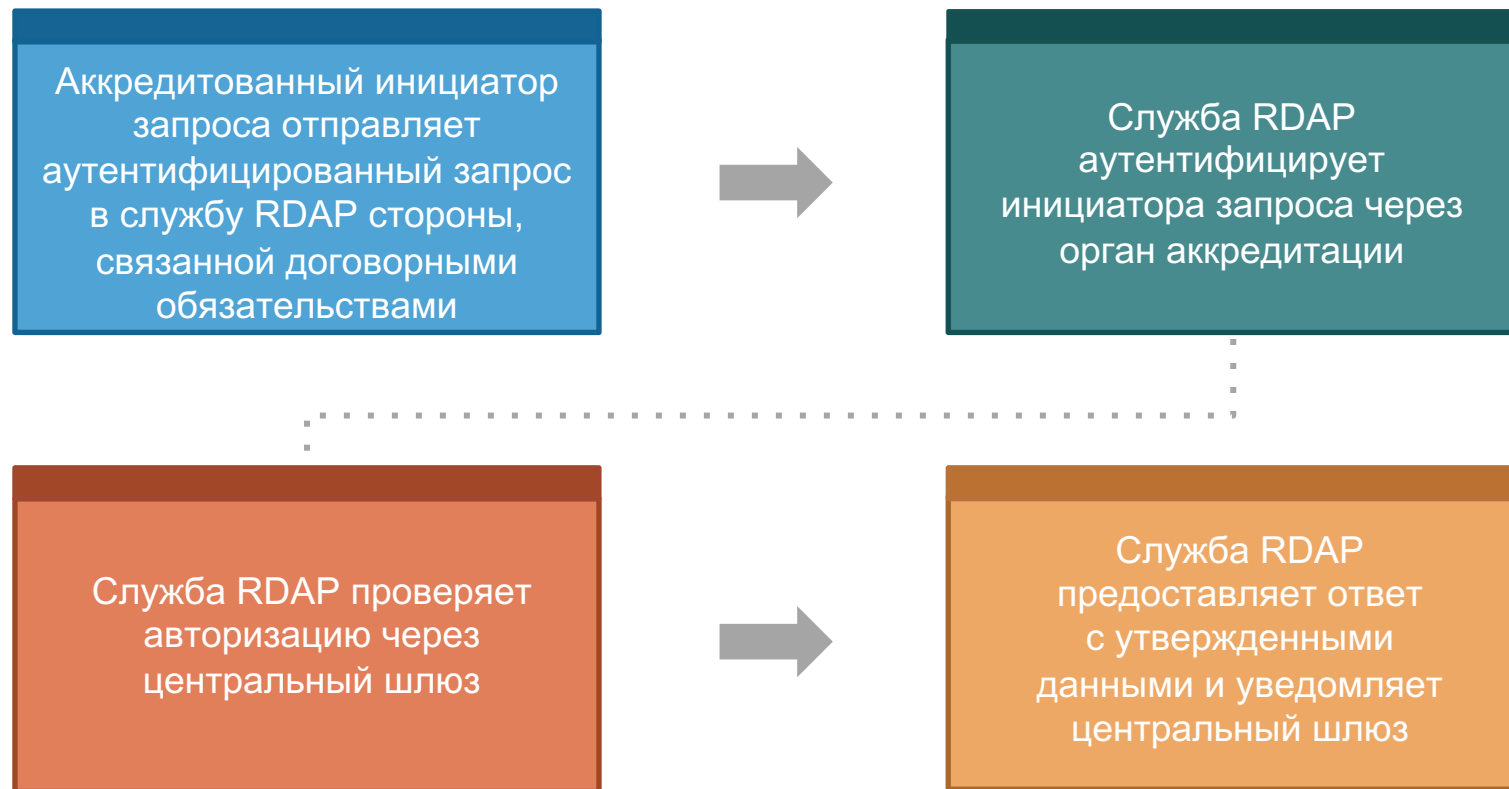 Аккредитованный инициатор
запроса отправляет
аутентифицированный запрос
в службу RDAP стороны,
связанной договорными
обязательствами
Служба RDAP
аутентифицирует
инициатора запроса через
орган аккредитации
Служба RDAP проверяет
авторизацию через
центральный шлюз
Служба RDAP
предоставляет ответ
с утвержденными
данными и уведомляет
центральный шлюз